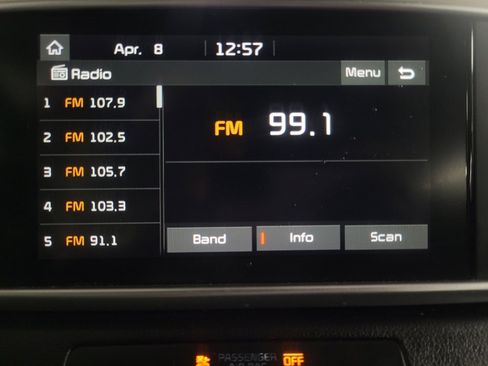 Apr. 8 12:57
Radio Menu
1 FM 107.9
2 FM 102.5
3 FM 105.7
4 FM 103.3
5 FM 91.1
FM 99.1
Band Info Scan
PASSENGER OFF